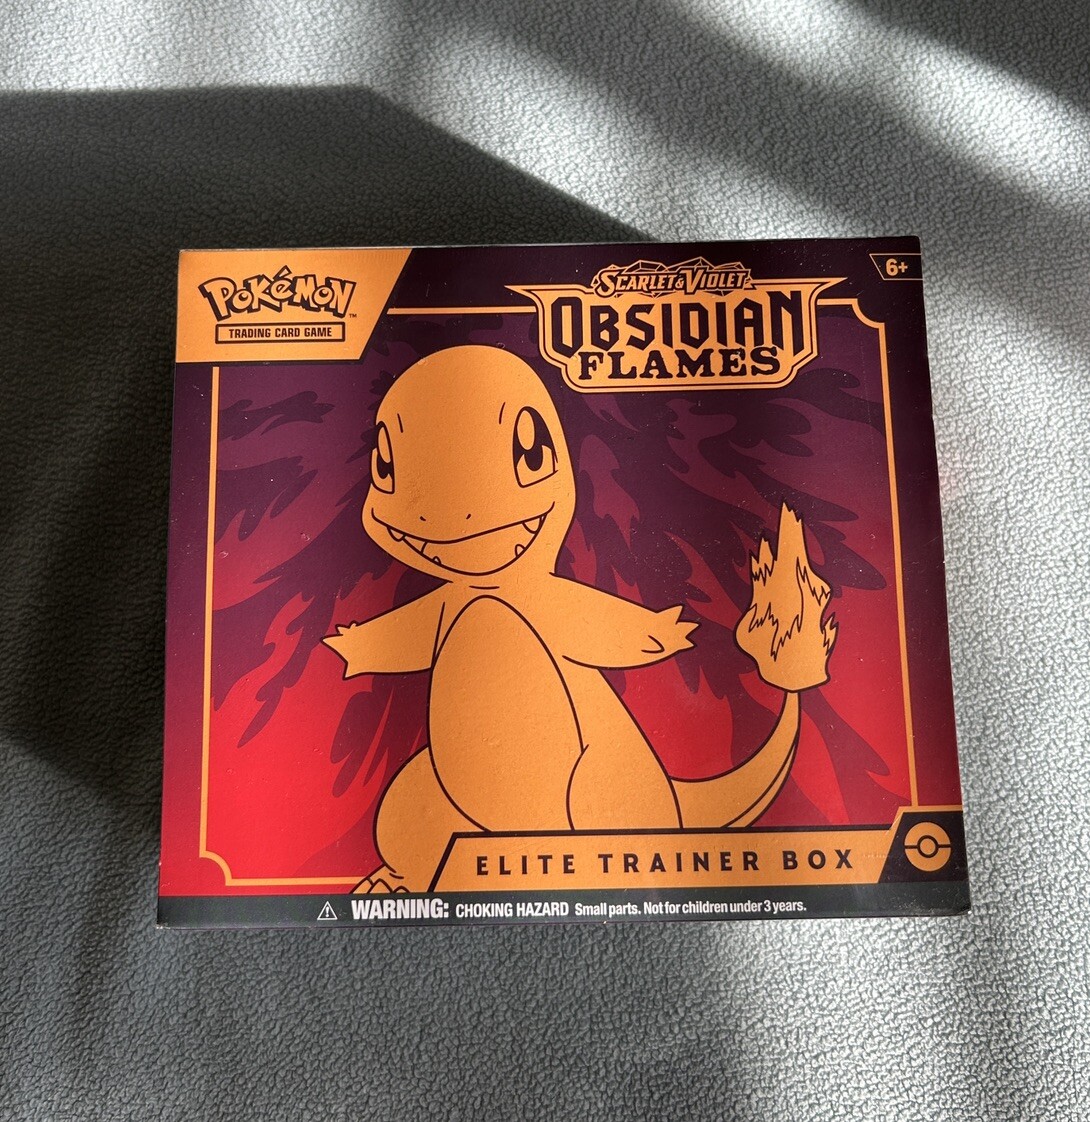 POKéMON™
TRADING CARD GAME
SCARLET & VIOLET
OBSIDIAN
FLAMES
6+
ELITE TRAINER BOX
WARNING: CHOKING HAZARD Small parts. Not for children under 3 years.